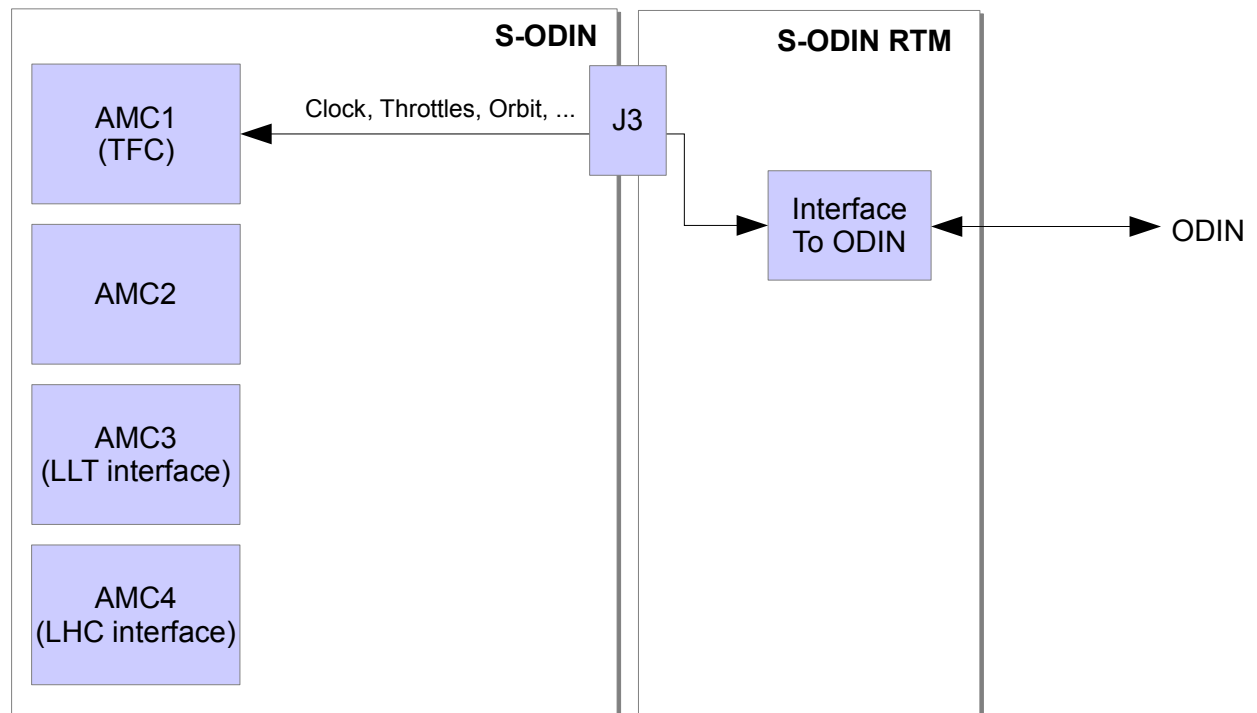 S-ODIN
S-ODIN RTM
AMC1
(TFC)
Clock, Throttles, Orbit, ...
J3
Interface
To ODIN
ODIN
AMC2
AMC3
(LLT interface)
AMC4
(LHC interface)